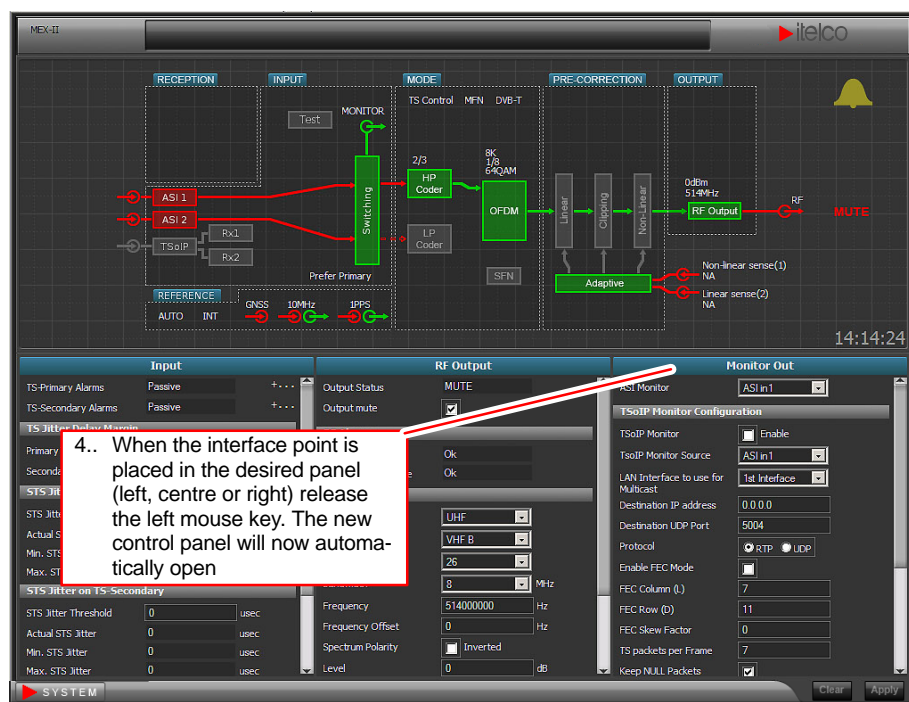 MEX-II
itelco
RECEPTION
INPUT
MODE
PRE-CORRECTION
OUTPUT
TS Control MFN DVB-T
Test
MONITOR
2/3
8K
1/8
64QAM
HP
Coder
OFDM
LP
Coder
SFN
ASI 1
ASI 2
TSoIP
Rx1
Rx2
Switching
Prefer Primary
Linear
Clipping
Non-Linear
Adaptive
0dBm
514MHz
RF Output
RF
MUTE
Non-linear sense(1)
NA
Linear sense(2)
NA
REFERENCE
AUTO INT
GNSS 10MHz 1PPS
14:14:24
Input
TS-Primary Alarms Passive +...
TS-Secondary Alarms Passive +...
TS Jitter Delay Margin
Primary
Seconda
STS Jit
STS Jitte
Actual S
Min. STS
Max. ST
STS Jitter on TS-Secondary
STS Jitter Threshold 0 usec
Actual STS Jitter 0 usec
Min. STS Jitter 0 usec
Max. STS Jitter 0 usec
4.. When the interface point is
placed in the desired panel
(left, centre or right) release
the left mouse key. The new
control panel will now automa-
tically open
RF Output
Output Status MUTE
Output mute
Ok
Ok
UHF
VHF B
26
8 MHz
Frequency 514000000 Hz
Frequency Offset 0 Hz
Spectrum Polarity Inverted
Level 0 dB
Monitor Out
ASI Monitor ASI in1
TSoIP Monitor Configuration
TSoIP Monitor Enable
TsoIP Monitor Source ASI in1
LAN Interface to use for
Multicast
1st Interface
Destination IP address 0.0.0.0
Destination UDP Port 5004
Protocol RTP UDP
Enable FEC Mode
FEC Column (L) 7
FEC Row (D) 11
FEC Skew Factor 0
TS packets per Frame 7
Keep NULL Packets
SYSTEM
Clear Apply